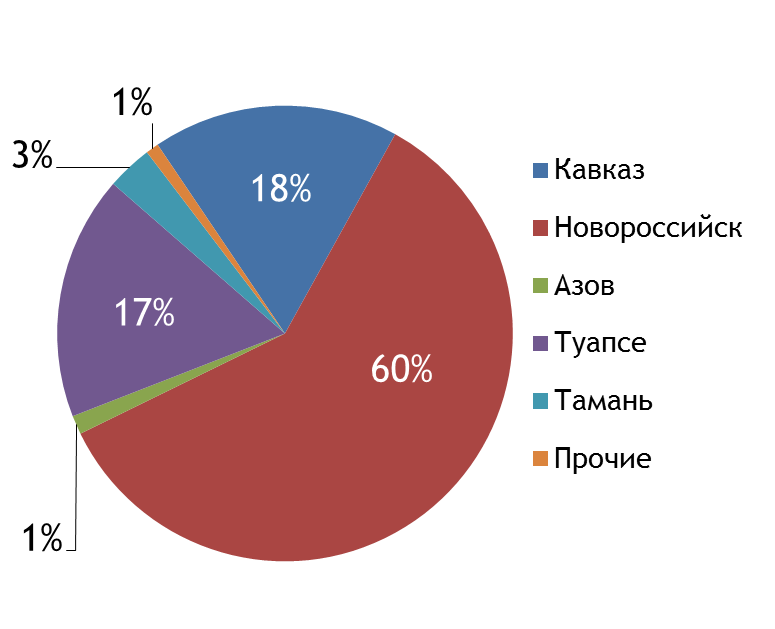 1%
3%
18%
17%
60%
1%
Кавказ
Новороссийск
Азов
Туапсе
Тамань
Прочие